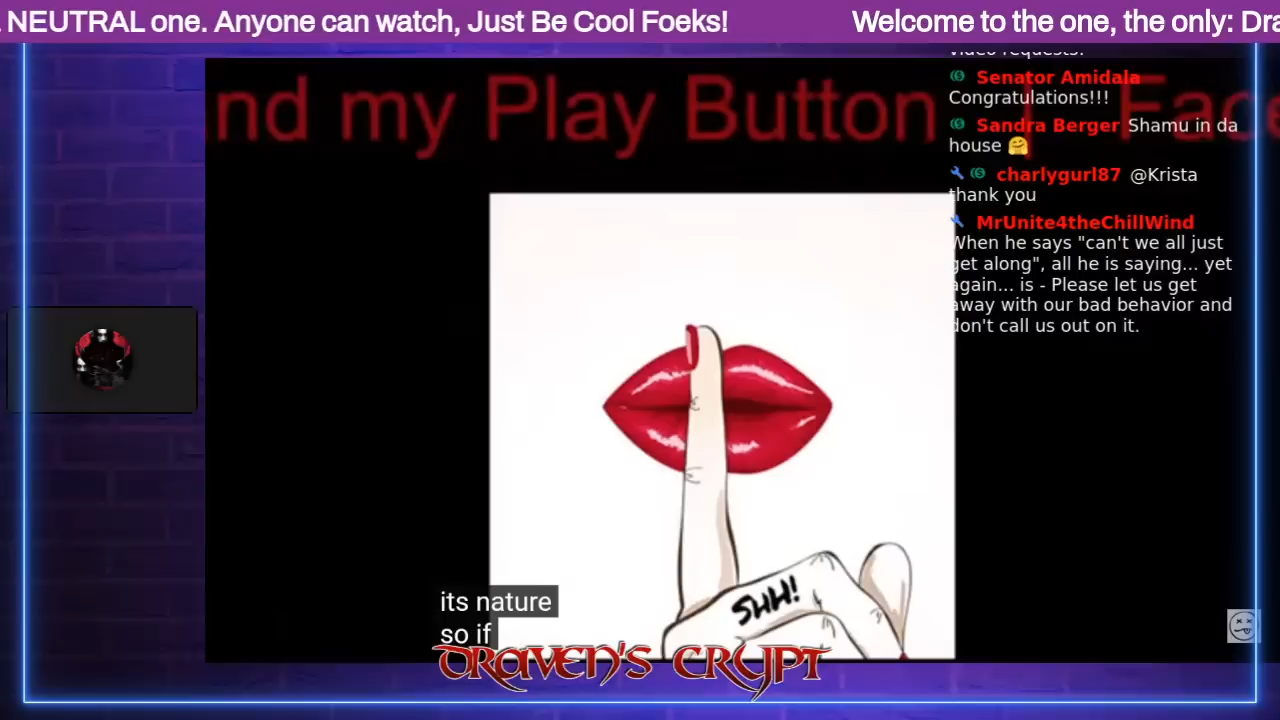 NEUTRAL one. Anyone can watch, Just Be Cool Foeks! Welcome to the one, the only: Dra
nd my Play Button
Face
video requests!
Senator Amidala
Congratulations!!!
Sandra Berger Shamu in da
house 🤗
charlygurl87 @Krista
thank you
MrUnite4theChillWind
When he says "can't we all just
get along", all he is saying... yet
again... is - Please let us get
away with our bad behavior and
don't call us out on it.
SHH!
its nature
so if
DRAVEN'S CRYPT